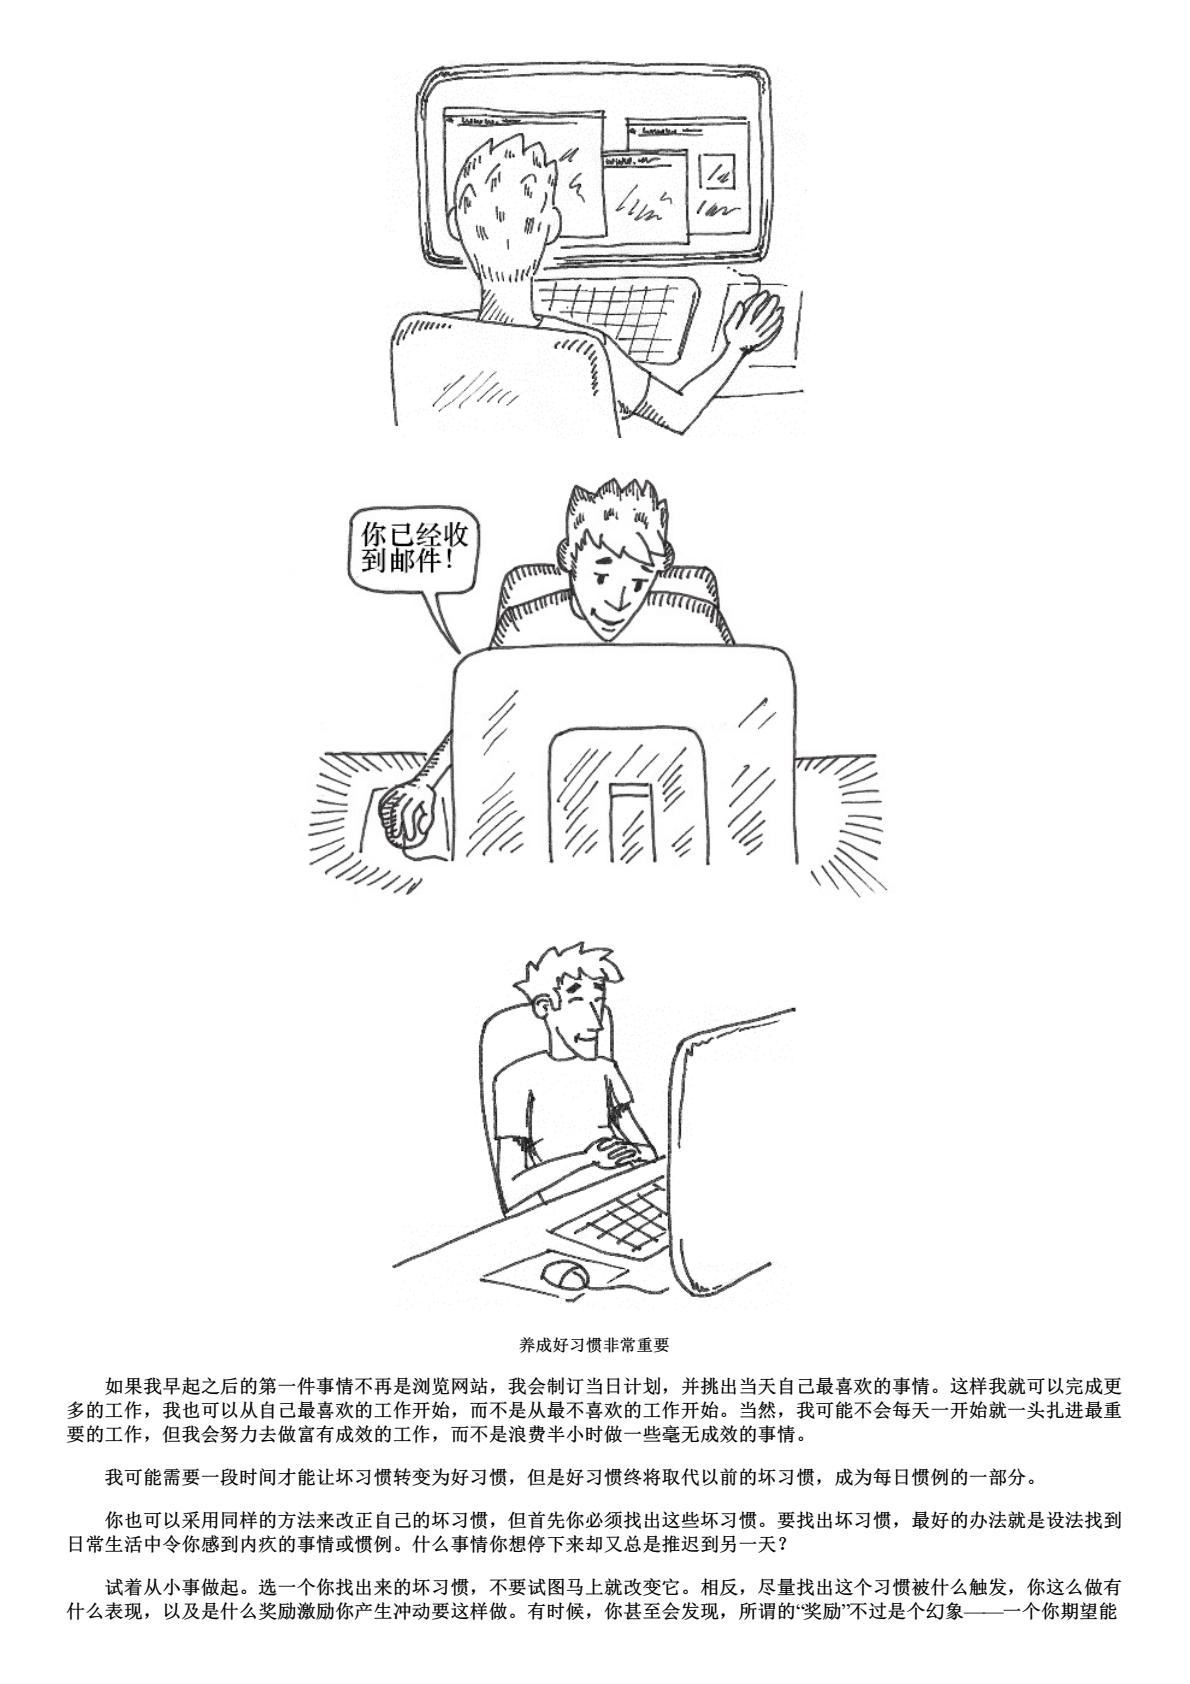 你已经收
到邮件！
养成好习惯非常重要
如果我早起之后的第一件事情不再是浏览网站，我会制订当日计划，并挑出当天自己最喜欢的事情。这样我就可以完成更
多的工作，我也可以从自己最喜欢的工作开始，而不是从最不喜欢的工作开始。当然，我可能不会每天一开始就一头扎进最重
要的工作，但我会努力去做富有成效的工作，而不是浪费半小时做一些毫无成效的事情。
我可能需要一段时间才能让坏习惯转变为好习惯，但是好习惯终将取代以前的坏习惯，成为每日惯例的一部分。
你也可以采用同样的方法来改正自己的坏习惯，但首先你必须找出这些坏习惯。要找出坏习惯，最好的办法就是设法找到
日常生活中令你感到内疚的事情或惯例。什么事情你想停下来却又总是推迟到另一天？
试着从小事做起。选一个你找出来的坏习惯，不要试图马上就改变它。相反，尽量找出这个习惯被什么触发，你这么做有
什么表现，以及是什么奖励激励你产生冲动要这样做。有时候，你甚至会发现，所谓的“奖励”不过是个幻象——一个你期望能